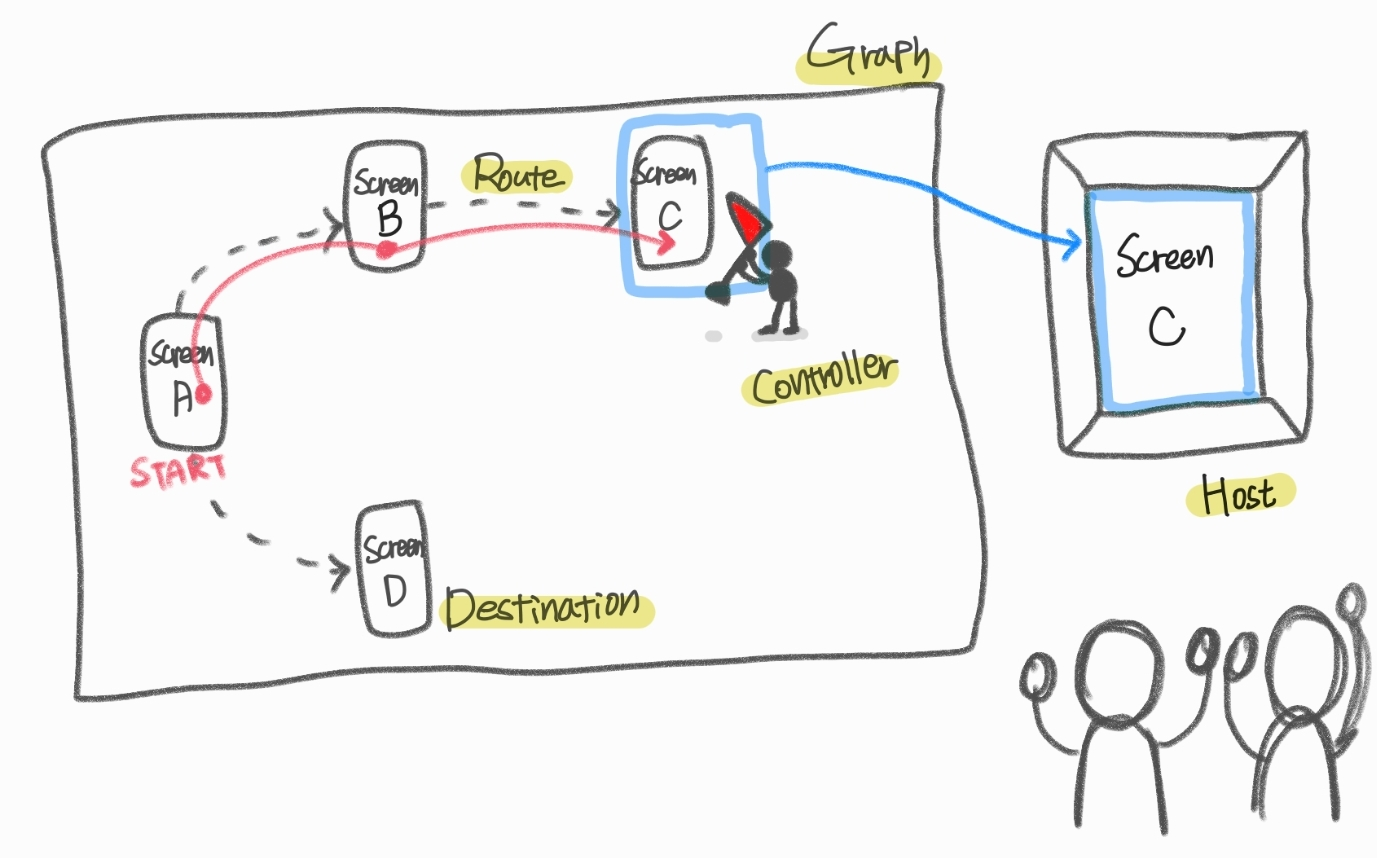 Graph
Screen
B
Route
Screen
C
Screen
C
Screen
A
START
Controller
Host
Screen
D
Destination